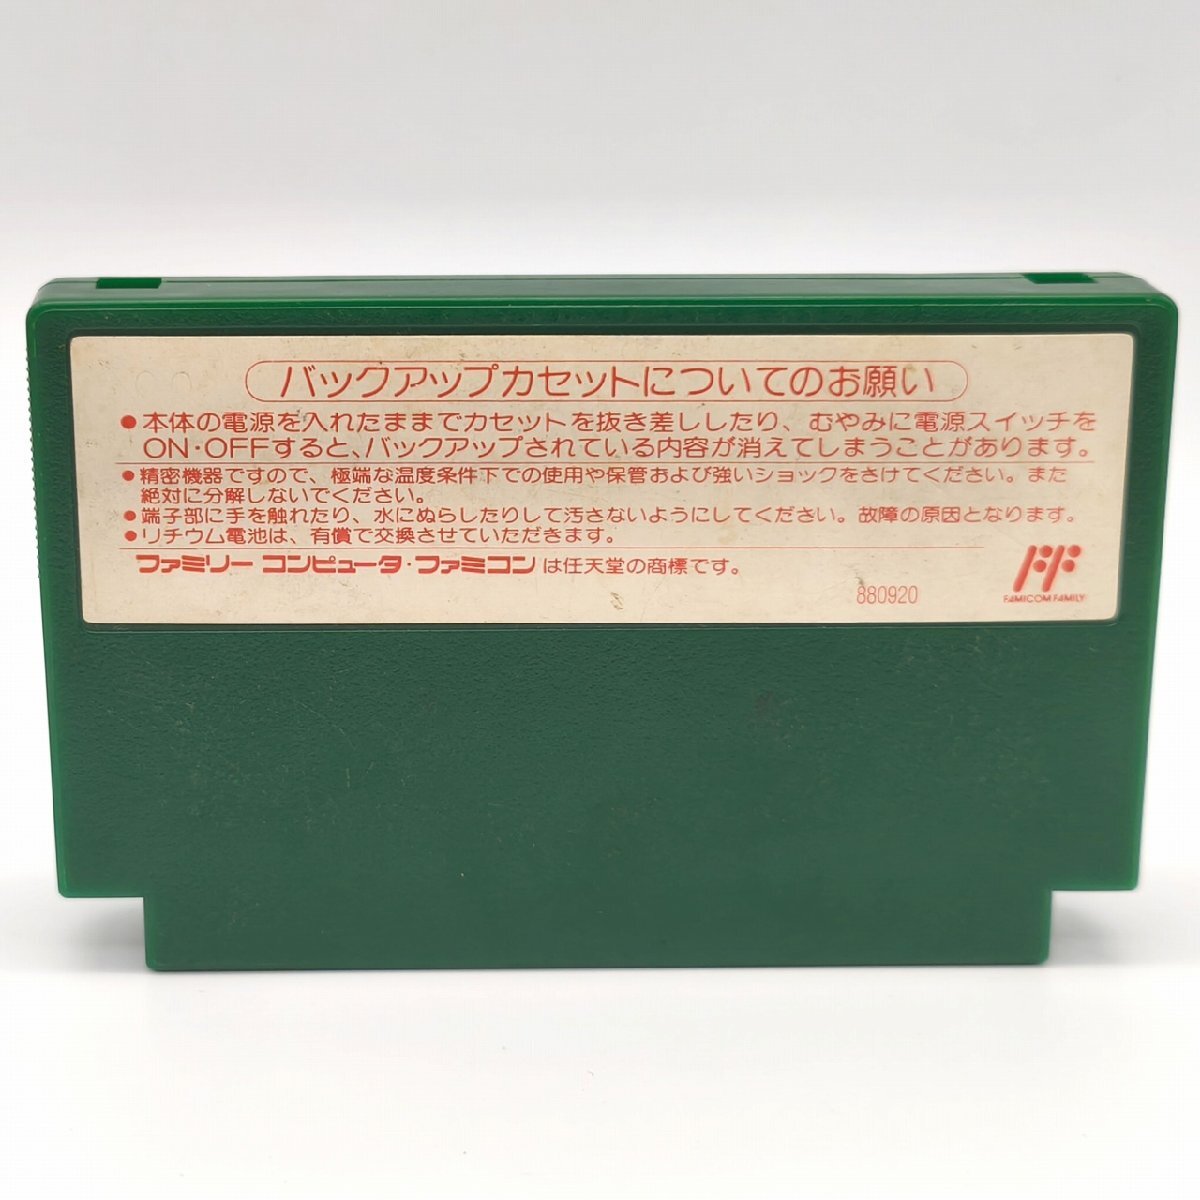 バックアップカセットについてのお願い
●本体の電源を入れたままでカセットを抜き差ししたり、むやみに電源スイッチを
ON・OFFすると、バックアップされている内容が消えてしまうことがあります。
●精密機器ですので、極端な温度条件下での使用や保管および強いショックをさけてください。また
絶対に分解しないでください。
●端子部に手を触れたり、水にぬらしたりして汚さないようにしてください。故障の原因となります。
●リチウム電池は、有償で交換させていただきます。
ファミリーコンピュータ・ファミコンは任天堂の商標です。
880920
FF
FAMICOM FAMILY